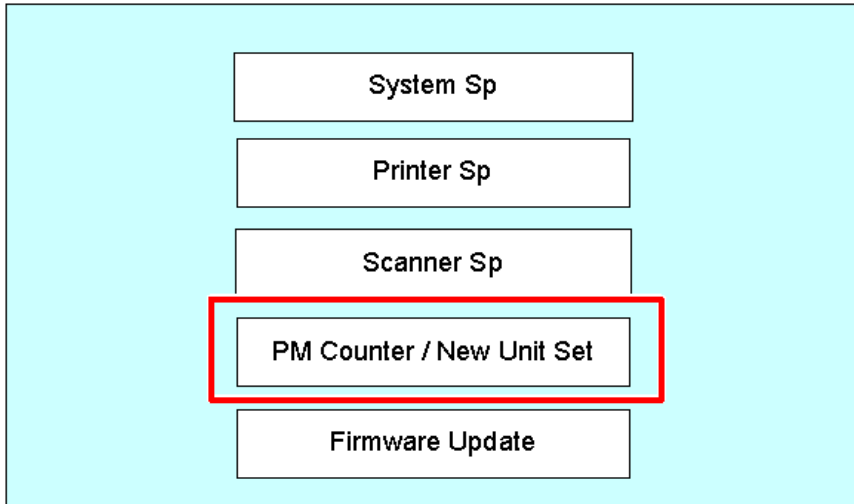 System Sp
Printer Sp
Scanner Sp
PM Counter / New Unit Set
Firmware Update